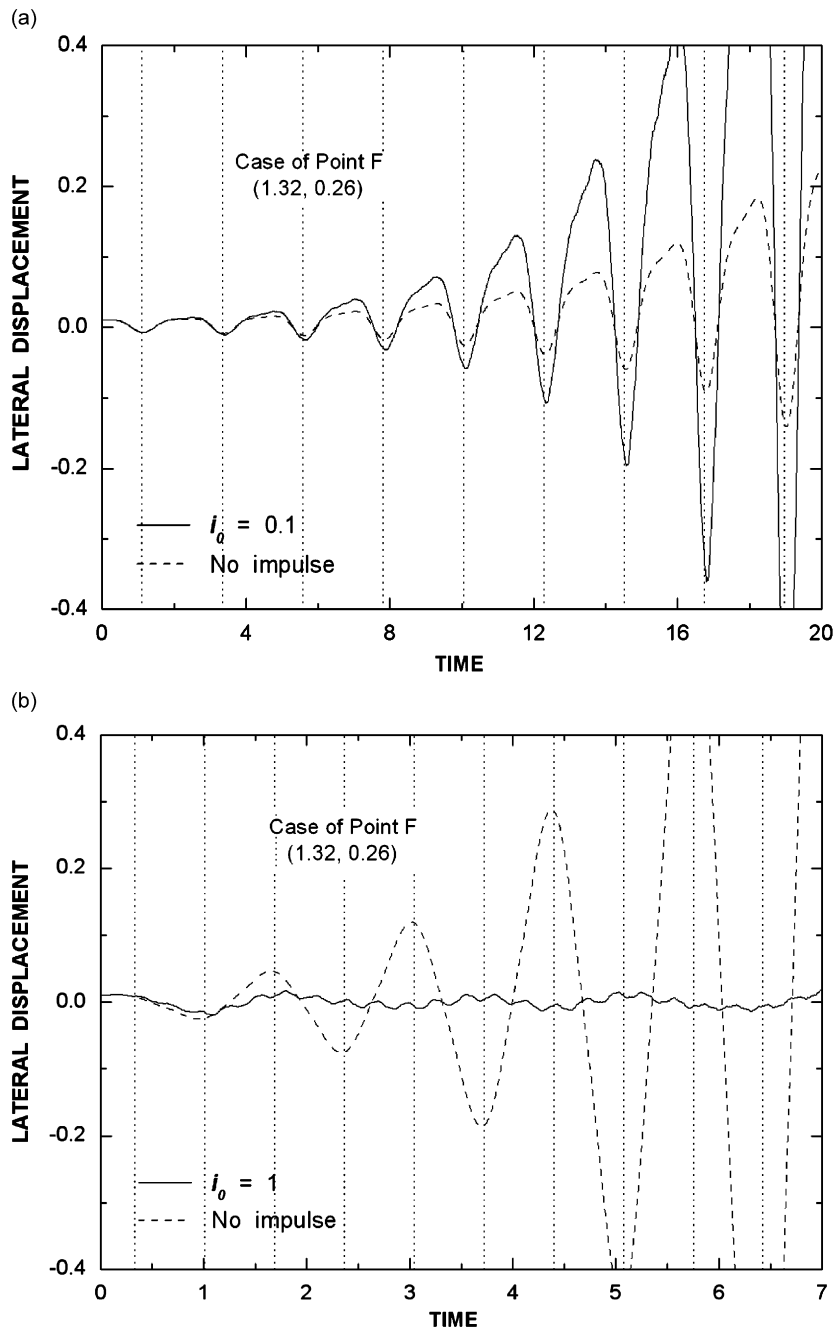 (a)
0.4
0.2
0.0
-0.2
-0.4
LATERAL DISPLACEMENT
Case of Point F
(1.32, 0.26)
i0 = 0.1
No impulse
0 4 8 12 16 20
TIME
(b)
0.4
0.2
0.0
-0.2
-0.4
LATERAL DISPLACEMENT
Case of Point F
(1.32, 0.26)
i0 = 1
No impulse
0 1 2 3 4 5 6 7
TIME